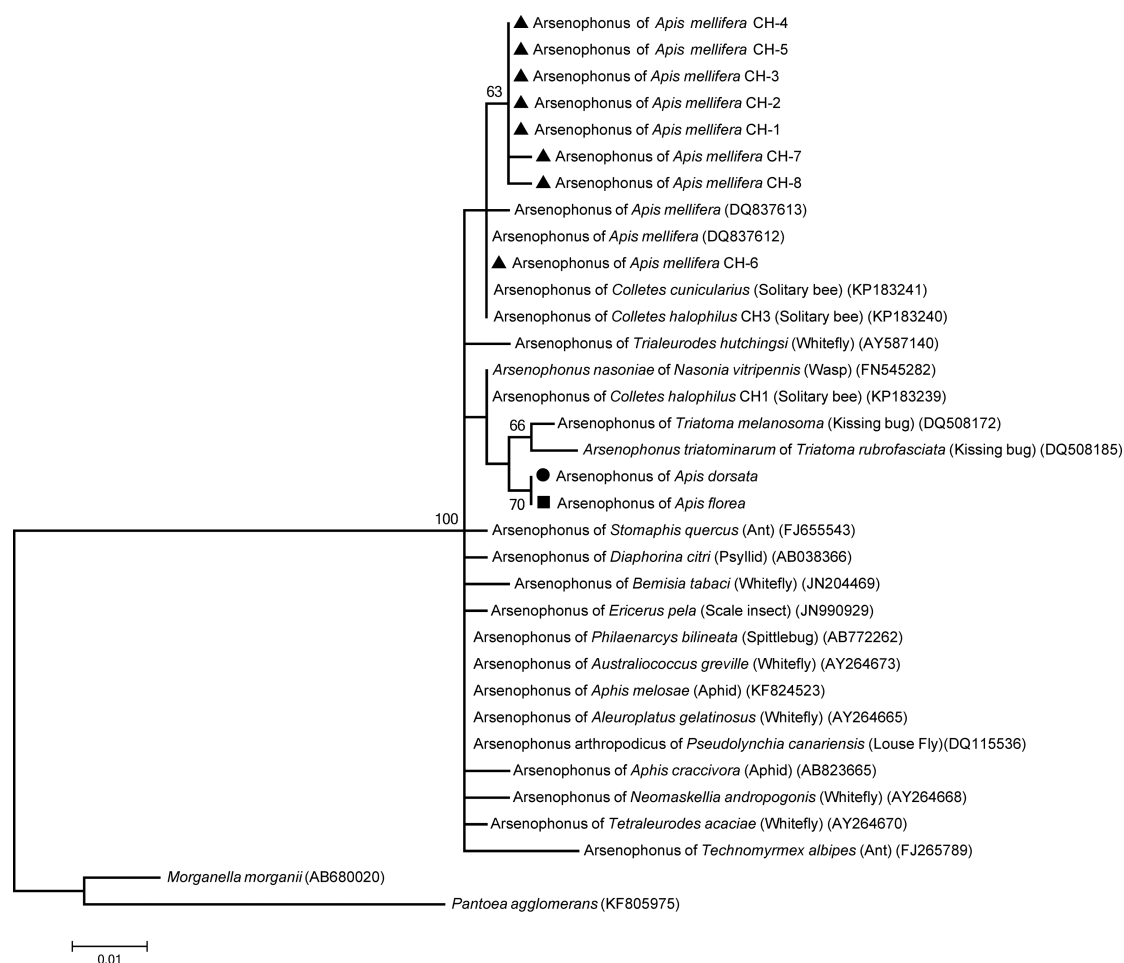 Arsenophonus of Apis mellifera CH-4
Arsenophonus of Apis mellifera CH-5
Arsenophonus of Apis mellifera CH-3
63
Arsenophonus of Apis mellifera CH-2
Arsenophonus of Apis mellifera CH-1
Arsenophonus of Apis mellifera CH-7
Arsenophonus of Apis mellifera CH-8
Arsenophonus of Apis mellifera (DQ837613)
Arsenophonus of Apis mellifera (DQ837612)
Arsenophonus of Apis mellifera CH-6
Arsenophonus of Colletes cunicularius (Solitary bee) (KP183241)
Arsenophonus of Colletes halophilus CH3 (Solitary bee) (KP183240)
Arsenophonus of Trialeurodes hutchingsi (Whitefly) (AY587140)
Arsenophonus nasoniae of Nasonia vitripennis (Wasp) (FN545282)
Arsenophonus of Colletes halophilus CH1 (Solitary bee) (KP183239)
66
Arsenophonus of Triatoma melanosoma (Kissing bug) (DQ508172)
Arsenophonus triatominarum of Triatoma rubrofasciata (Kissing bug) (DQ508185)
Arsenophonus of Apis dorsata
70
Arsenophonus of Apis florea
100
Arsenophonus of Stomaphis quercus (Ant) (FJ655543)
Arsenophonus of Diaphorina citri (Psyllid) (AB038366)
Arsenophonus of Bemisia tabaci (Whitefly) (JN204469)
Arsenophonus of Ericerus pela (Scale insect) (JN990929)
Arsenophonus of Philaenarcys bilineata (Spittlebug) (AB772262)
Arsenophonus of Australiococcus greville (Whitefly) (AY264673)
Arsenophonus of Aphis melosae (Aphid) (KF824523)
Arsenophonus of Aleuroplatus gelatinosus (Whitefly) (AY264665)
Arsenophonus arthropodicus of Pseudolynchia canariensis (Louse Fly)(DQ115536)
Arsenophonus of Aphis craccivora (Aphid) (AB823665)
Arsenophonus of Neomaskellia andropogonis (Whitefly) (AY264668)
Arsenophonus of Tetraleurodes acaciae (Whitefly) (AY264670)
Arsenophonus of Technomyrmex albipes (Ant) (FJ265789)
Morganella morganii (AB680020)
Pantoea agglomerans (KF805975)
0.01